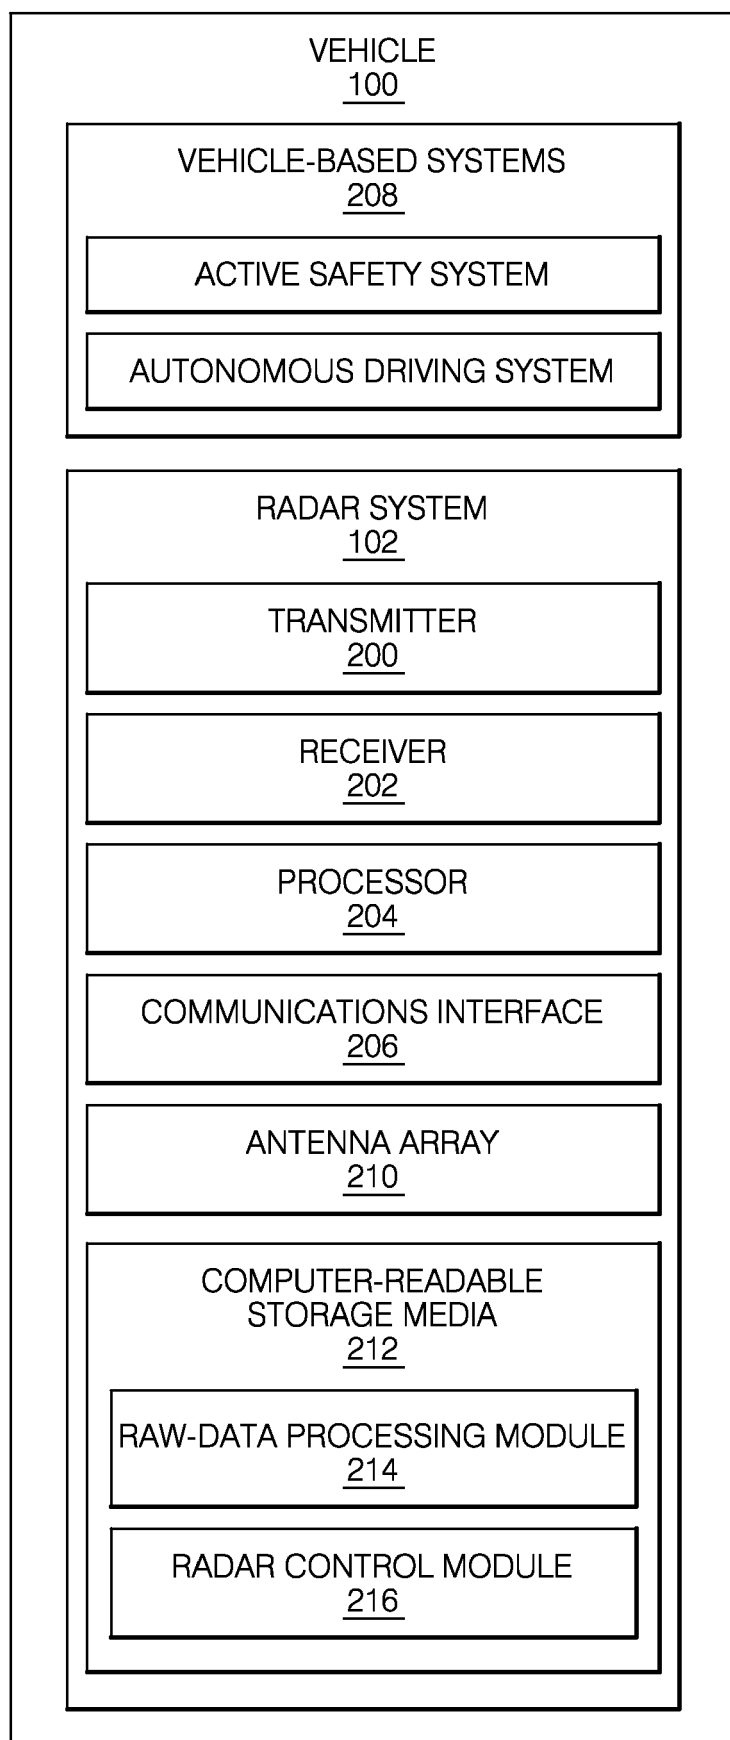 VEHICLE
100
VEHICLE-BASED SYSTEMS
208
ACTIVE SAFETY SYSTEM
AUTONOMOUS DRIVING SYSTEM
RADAR SYSTEM
102
TRANSMITTER
200
RECEIVER
202
PROCESSOR
204
COMMUNICATIONS INTERFACE
206
ANTENNA ARRAY
210
COMPUTER-READABLE
STORAGE MEDIA
212
RAW-DATA PROCESSING MODULE
214
RADAR CONTROL MODULE
216